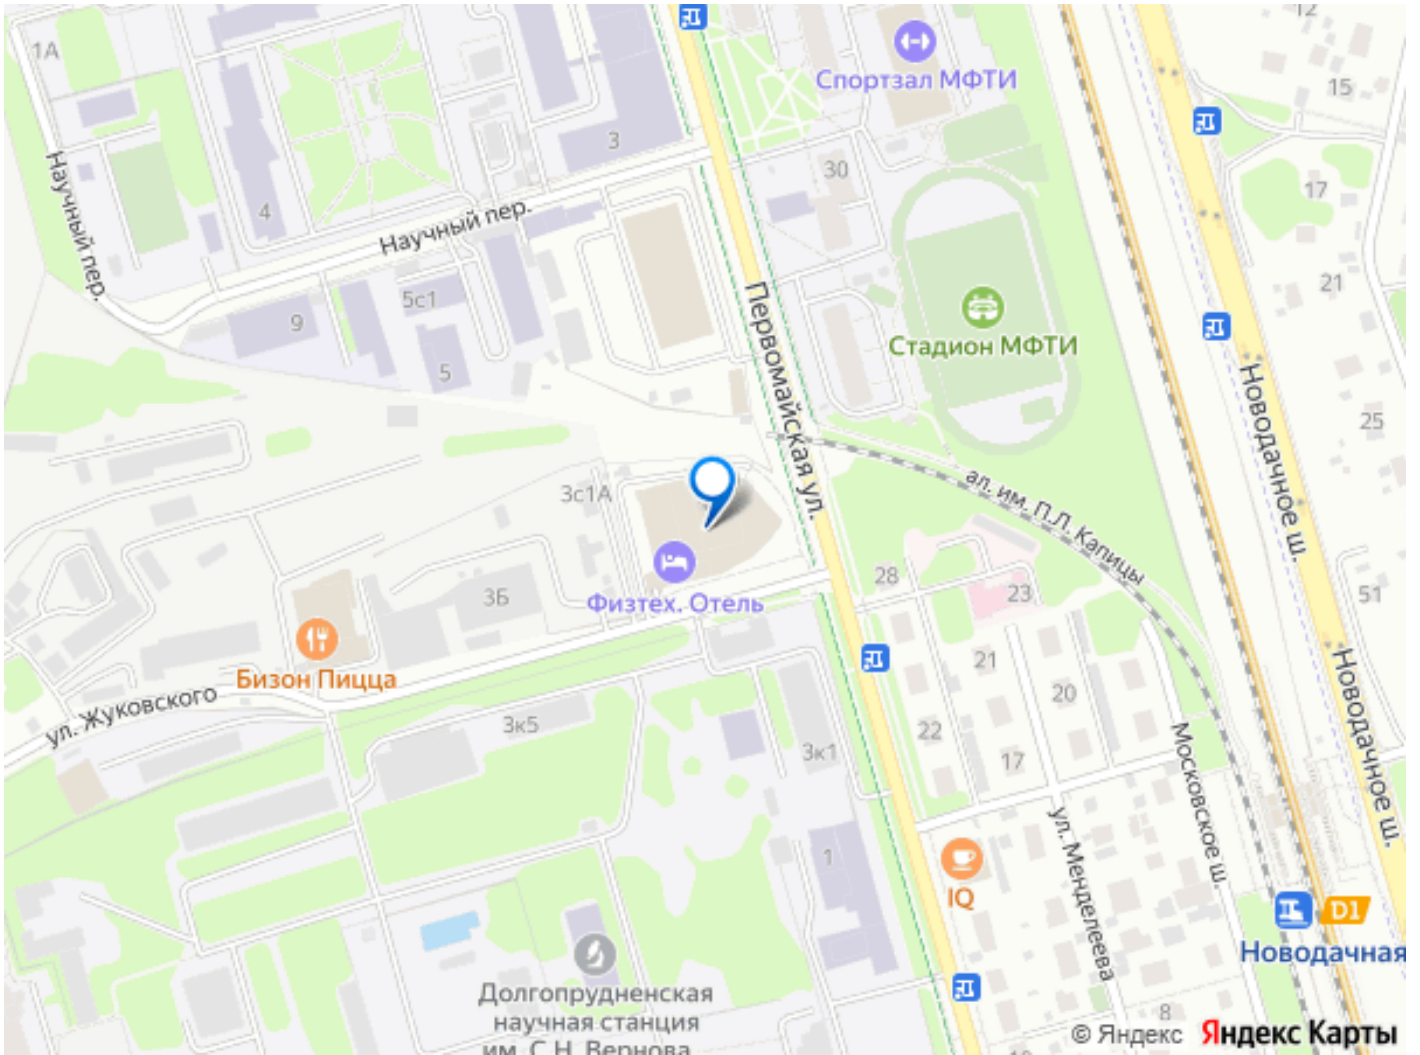 12
1А
Спортзал МФТИ
15
3
30
17
4
Научный пер.
Научный пер.
21
5с1
9
Стадион МФТИ
5
Первомайская ул.
Новодачное ш.
25
3с1А
ал. им. П.Л. Капицы
28
23
51
3Б
Физтех. Отель
Бизон Пицца
21
20
ул. Жуковского
3к5
22
3к1
17
Московское ш.
Новодачное ш.
ул. Менделеева
1
IQ
D1
Новодачная
Долгопрудненская
научная станция
им. С.Н. Вернова
8
© Яндекс Яндекс Карты